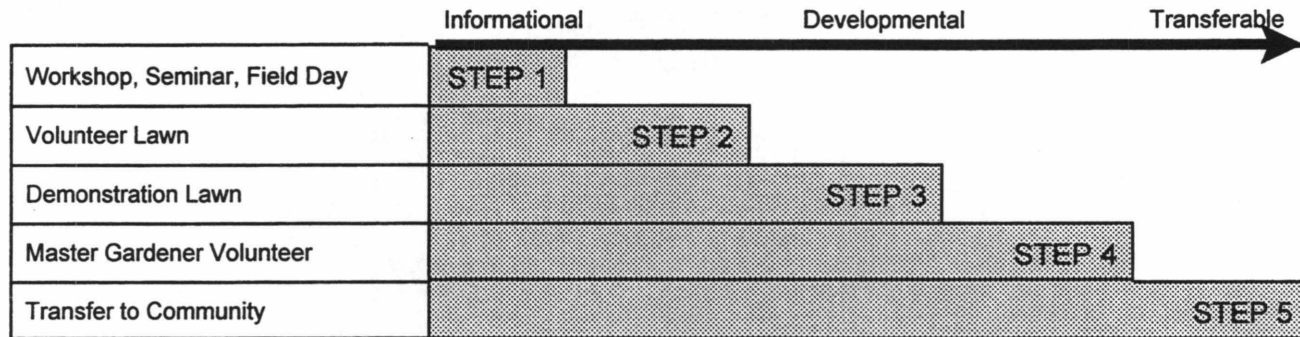 Informational Developmental Transferable
Workshop, Seminar, Field Day STEP 1
Volunteer Lawn STEP 2
Demonstration Lawn STEP 3
Master Gardener Volunteer STEP 4
Transfer to Community STEP 5